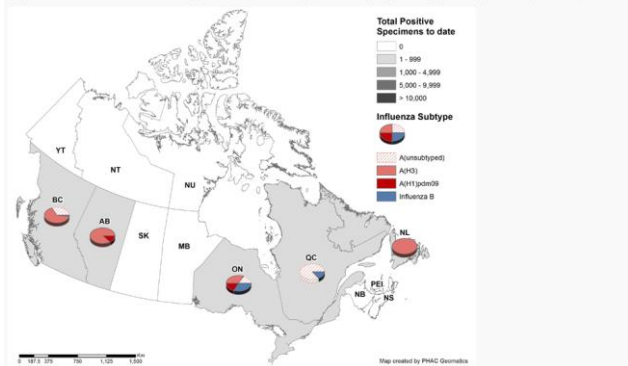 Total Positive
Specimens to date
0
1 - 999
1,000 - 4,999
5,000 - 9,999
> 10,000
Influenza Subtype
A(unsubtyped)
A(H3)
A(H1)pdm09
Influenza B
YT
NT
NU
BC
AB
SK
MB
ON
QC
NL
PEI
NB
NS
0 187.5 375 750 1,125 1,500
Map created by PHAC Geomatics